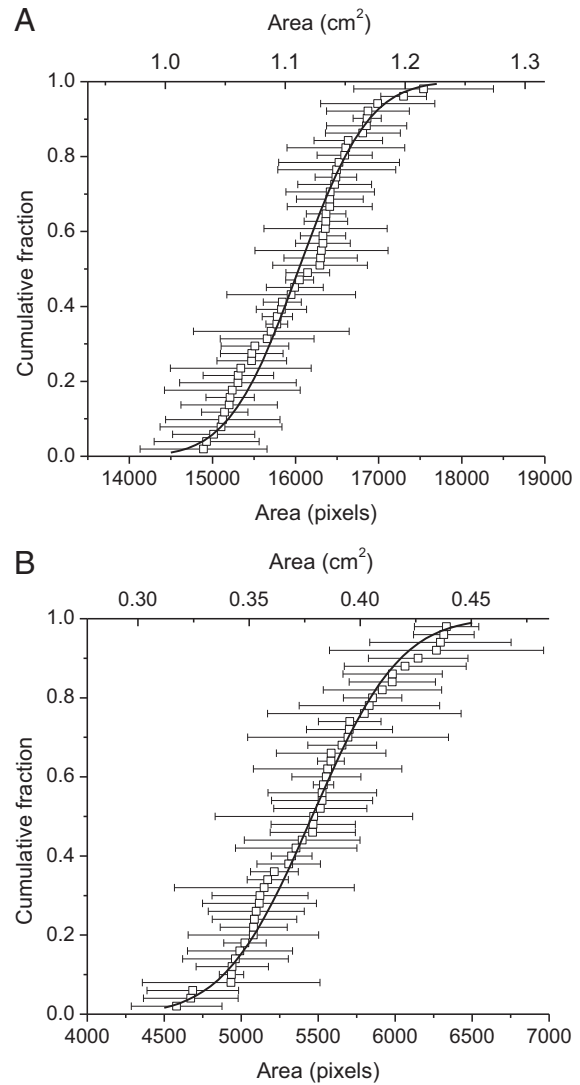 A
Area (cm²)
1.0 1.1 1.2 1.3
1.0
0.8
0.6
0.4
0.2
0.0
Cumulative fraction
14000 15000 16000 17000 18000 19000
Area (pixels)
B
Area (cm²)
0.30 0.35 0.40 0.45
1.0
0.8
0.6
0.4
0.2
0.0
Cumulative fraction
4000 4500 5000 5500 6000 6500 7000
Area (pixels)